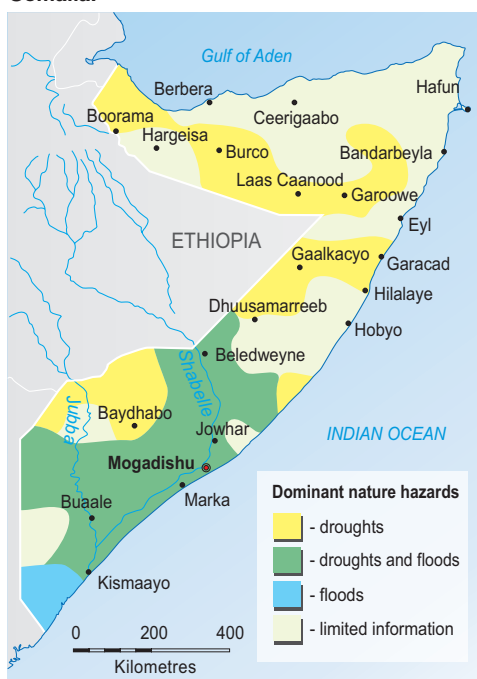 Gulf of Aden
Hafun
Berbera
Boorama
Ceerigaabo
Hargeisa
Burco
Bandarbeyla
Laas Caanood
Garoowe
Eyl
ETHIOPIA
Gaalkacyo
Garacad
Hilalaye
Dhuusamarreeb
Hobyo
Beledweyne
Shabelle
Jubba
Baydhabo
Jowhar
INDIAN OCEAN
Mogadishu
Marka
Buaale
Kismaayo
Dominant nature hazards
- droughts
- droughts and floods
- floods
- limited information
0 200 400
Kilometres